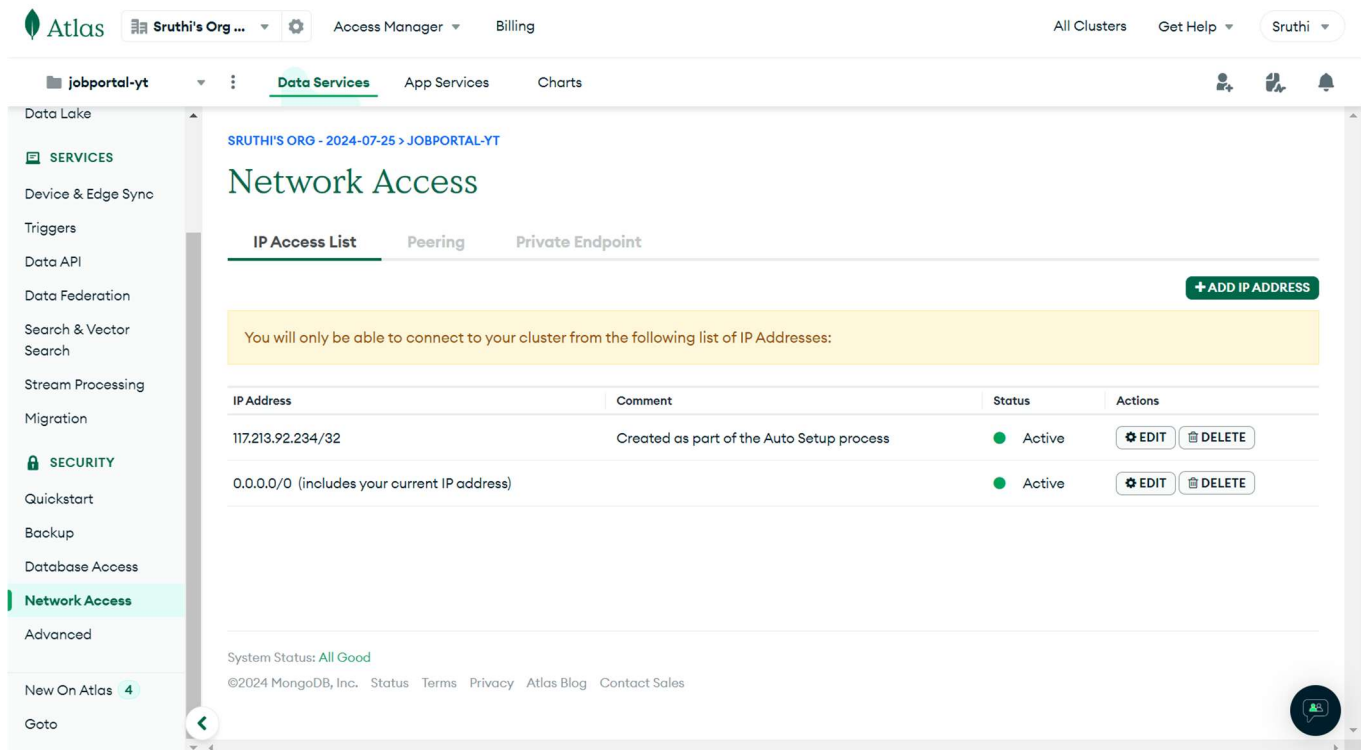 Atlas
Sruthi's Org ...
Access Manager
Billing
All Clusters
Get Help
Sruthi
jobportal-yt
Data Services
App Services
Charts
Data Lake
SERVICES
Device & Edge Sync
Triggers
Data API
Data Federation
Search & Vector
Search
Stream Processing
Migration
SECURITY
Quickstart
Backup
Database Access
Network Access
Advanced
New On Atlas 4
Goto
SRUTHI'S ORG - 2024-07-25 > JOBPORTAL-YT
Network Access
IP Access List
Peering
Private Endpoint
+ ADD IP ADDRESS
You will only be able to connect to your cluster from the following list of IP Addresses:
IP Address Comment Status Actions
117.213.92.234/32 Created as part of the Auto Setup process Active EDIT DELETE
0.0.0.0/0 (includes your current IP address) Active EDIT DELETE
System Status: All Good
©2024 MongoDB, Inc. Status Terms Privacy Atlas Blog Contact Sales